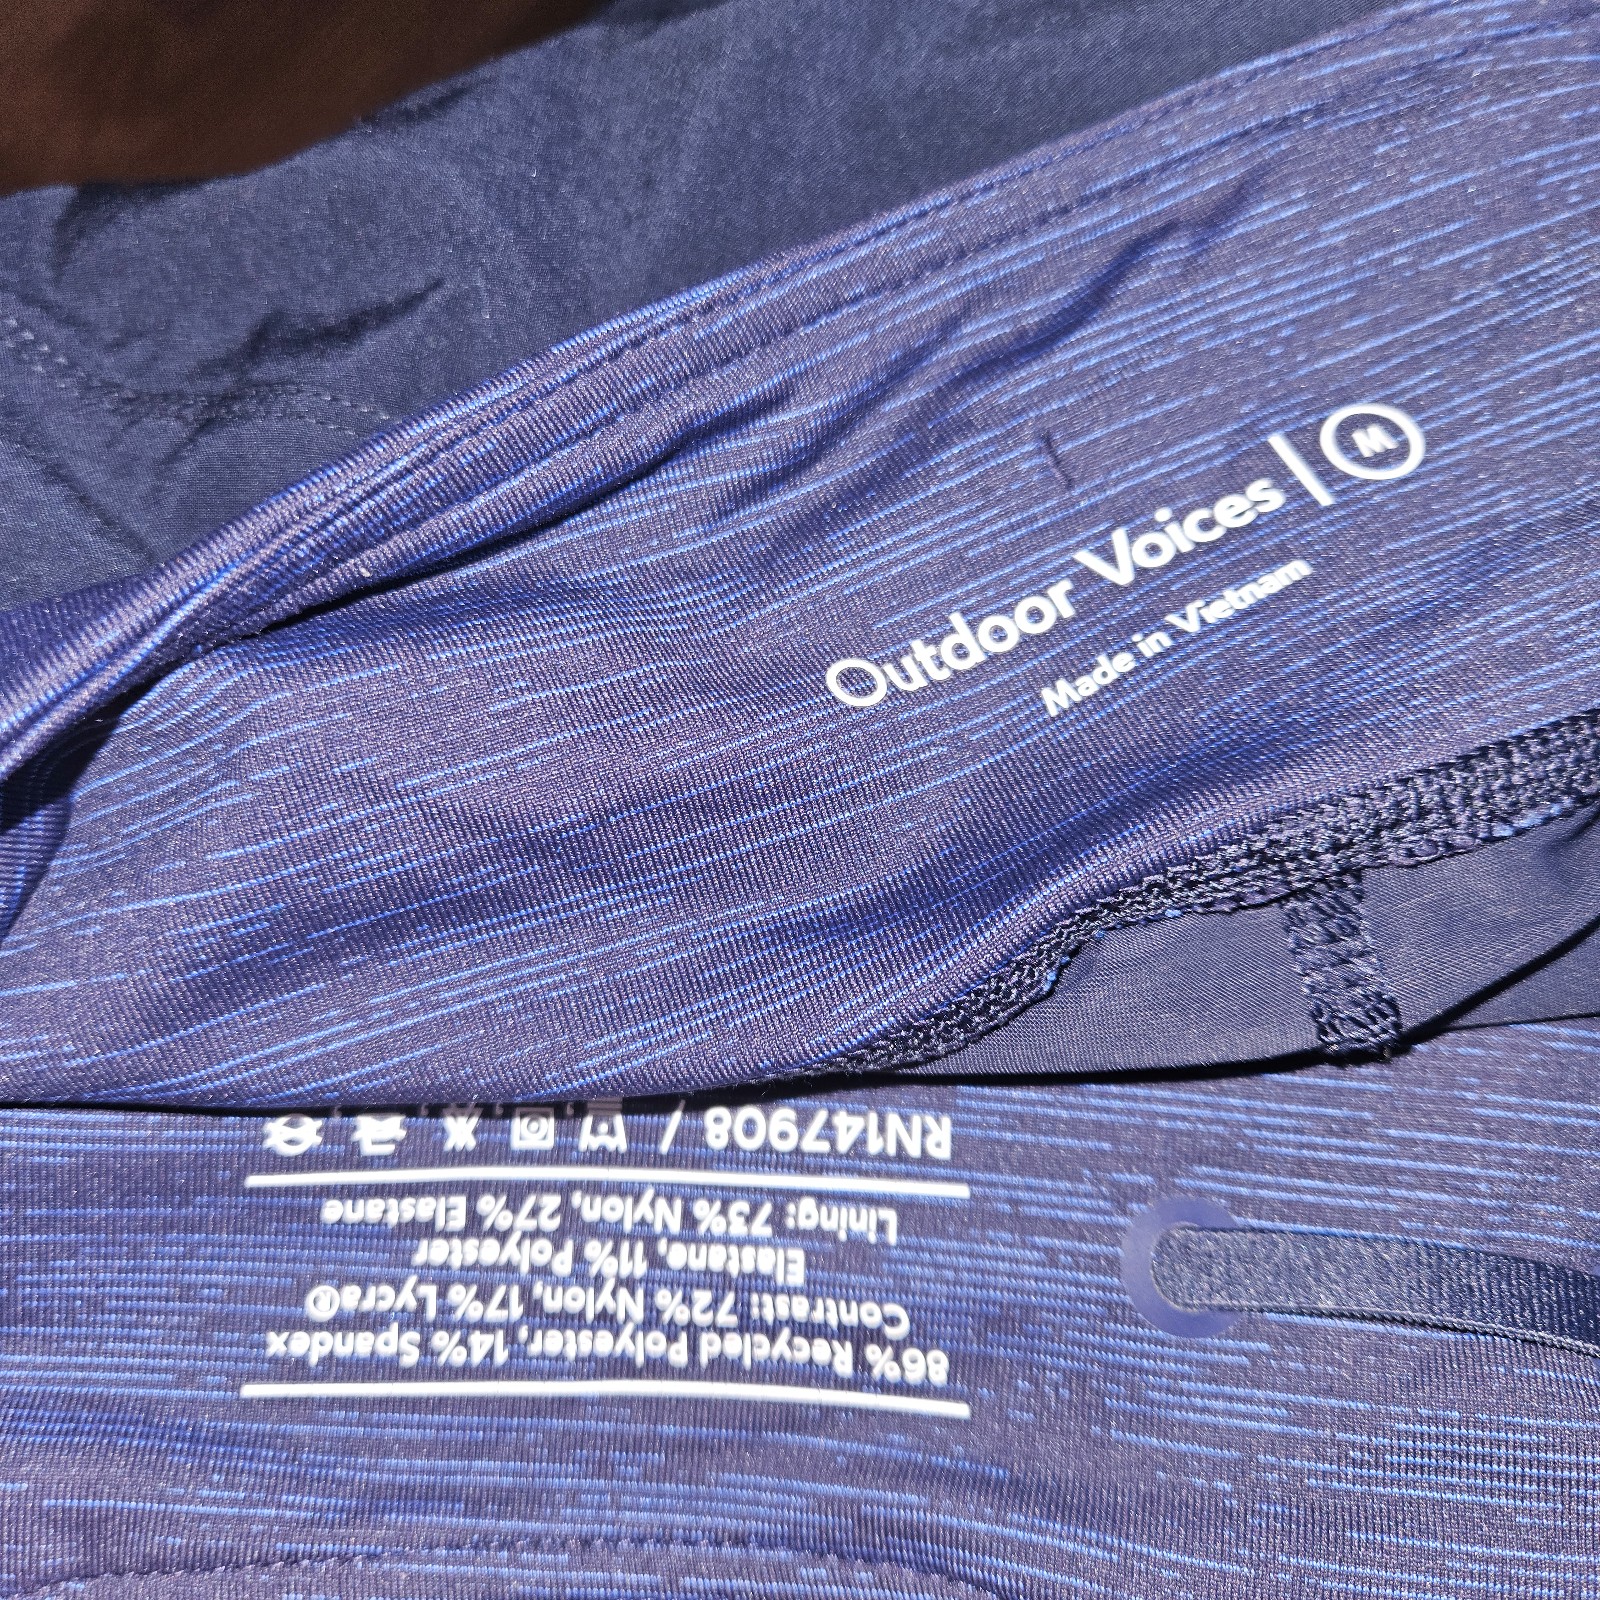 Outdoor Voices | M
Made in Vietnam
86% Recycled Polyester, 14% Spandex
Contrast: 72% Nylon, 17% Lycra®
Elastane, 11% Polyester
Lining: 73% Nylon, 27% Elastane
RN147908 /